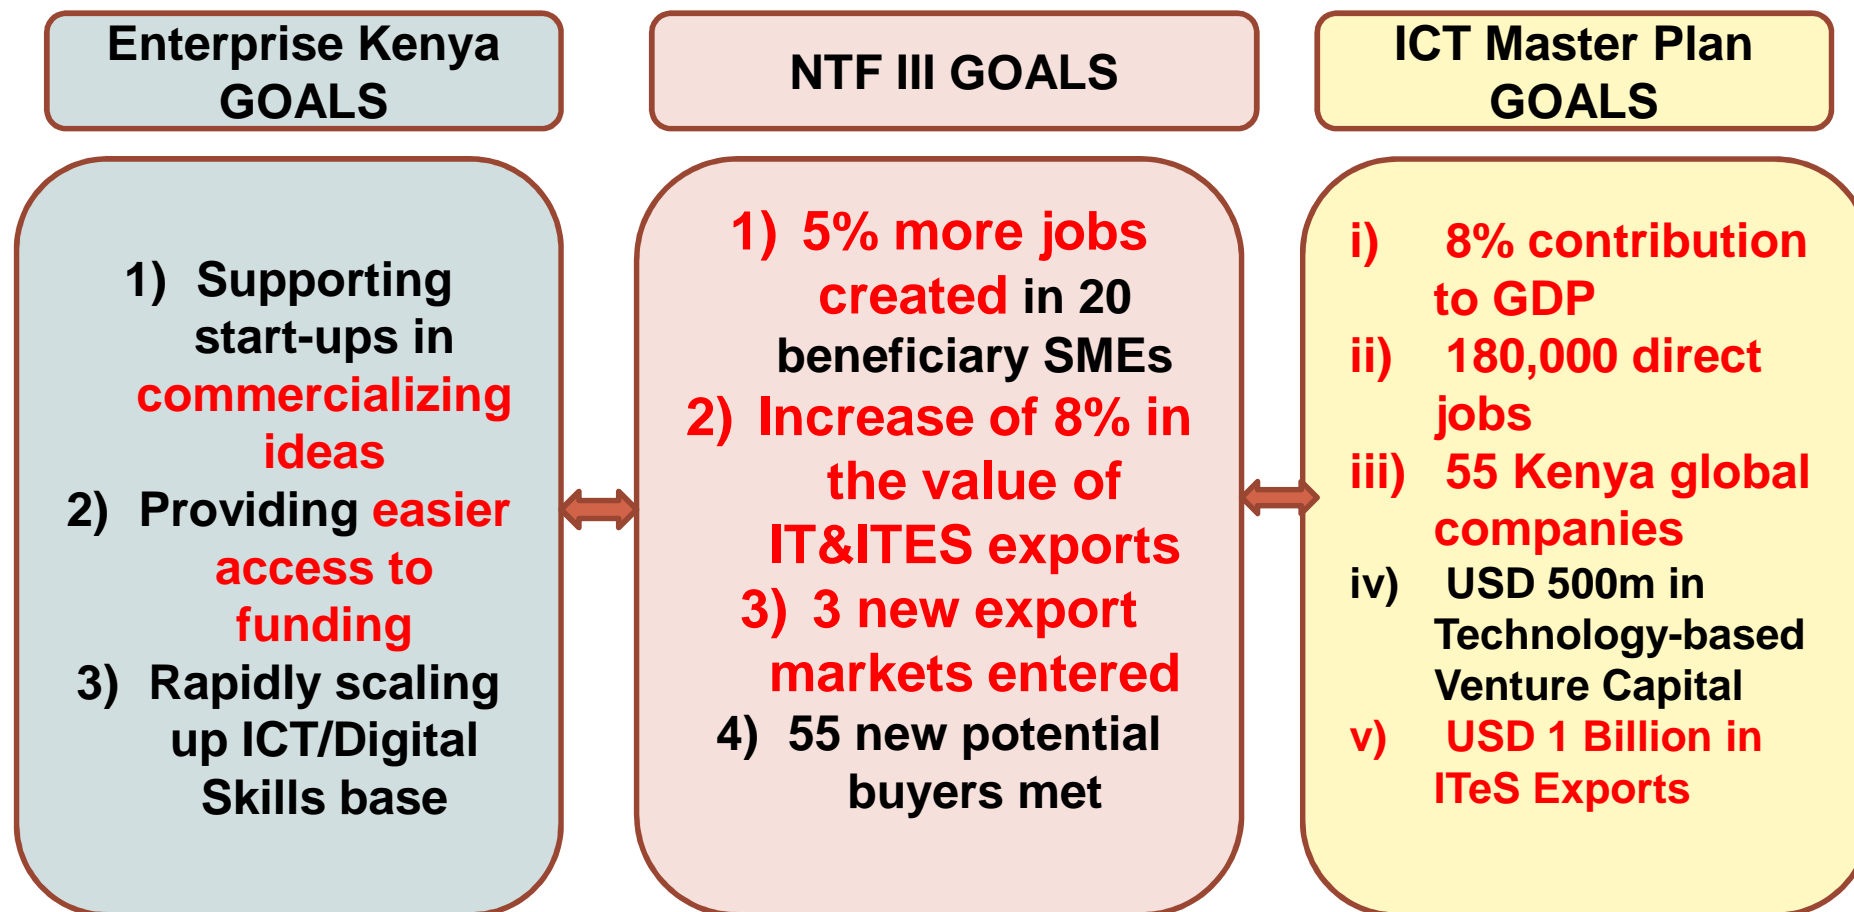 Enterprise Kenya
GOALS
1) Supporting
start-ups in
commercializing
ideas
2) Providing easier
access to
funding
3) Rapidly scaling
up ICT/Digital
Skills base
NTF III GOALS
1) 5% more jobs
created in 20
beneficiary SMEs
2) Increase of 8% in
the value of
IT&ITES exports
3) 3 new export
markets entered
4) 55 new potential
buyers met
ICT Master Plan
GOALS
i) 8% contribution
to GDP
ii) 180,000 direct
jobs
iii) 55 Kenya global
companies
iv) USD 500m in
Technology-based
Venture Capital
v) USD 1 Billion in
ITeS Exports